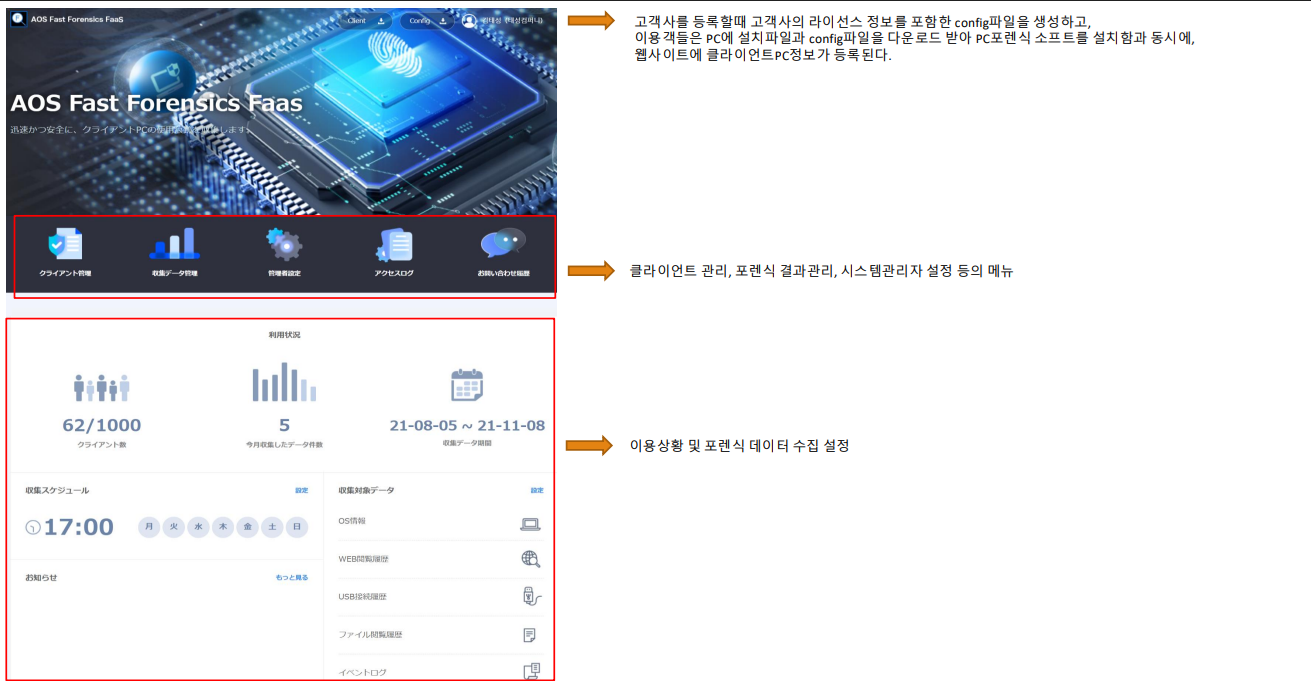 AOS Fast Forensics FaaS
Client
Config
고객사를 등록할때 고객사의 라이선스 정보를 포함한 config파일을 생성하고,
이용객들은 PC에 설치파일과 config파일을 다운로드 받아 PC포렌식 소프트를 설치함과 동시에,
웹사이트에 클라이언트PC정보가 등록된다.
AOS Fast Forensics Faas
迅速かつ安全に、クライアントPCの使用 します。
クライアント管理
収集データ管理
管理者設定
アクセスログ
お問い合わせ履歴
클라이언트 관리, 포렌식 결과관리, 시스템관리자 설정 등의 메뉴
利用状況
62/1000
クライアント数
5
今月収集したデータ件数
21-08-05 ~ 21-11-08
収集データ期間
이용상황 및 포렌식 데이터 수집 설정
収集スケジュール
設定
17:00
月 火 水 木 金 土 日
お知らせ
もっと見る
収集対象データ
設定
OS情報
WEB閲覧履歴
USB接続履歴
ファイル閲覧履歴
イベントログ